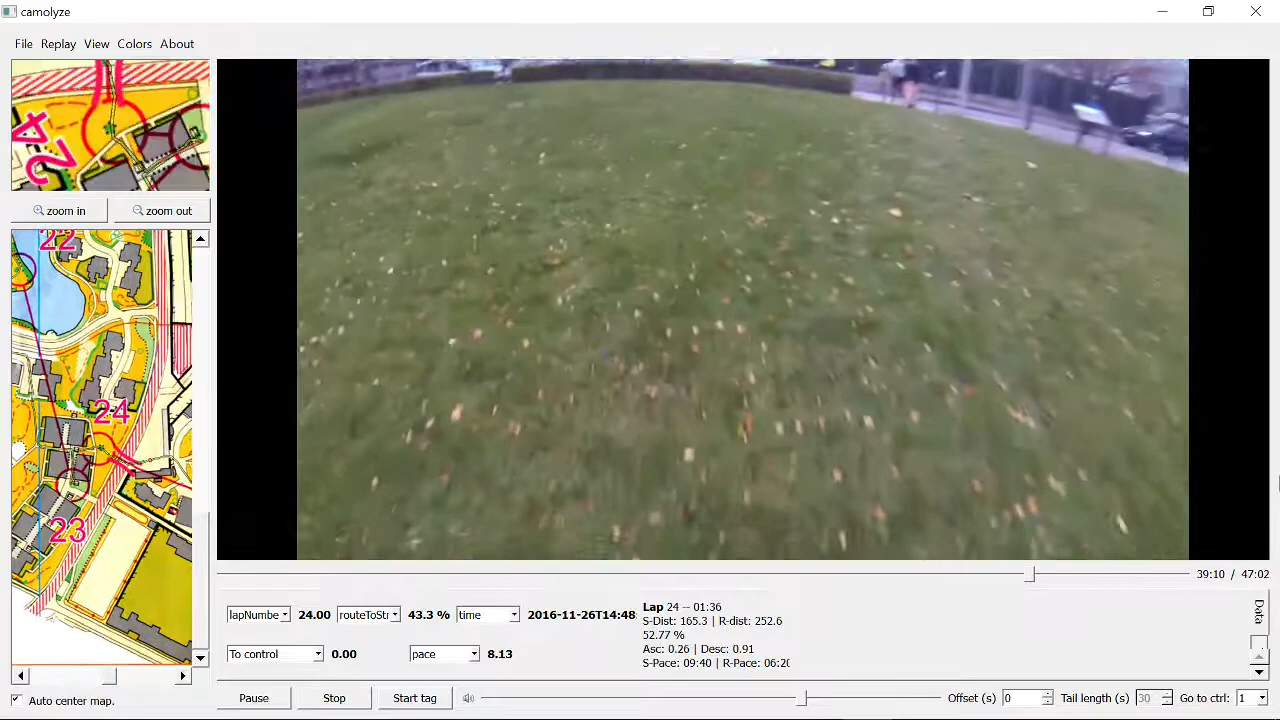 camolyze
File Replay View Colors About
24
zoom in zoom out
22
24
23
Auto center map.
39:10 / 47:02
lapNumbe 24.00 routeToStr 43.3 % time 2016-11-26T14:48
To control 0.00 pace 8.13
Lap 24 -- 01:36
S-Dist: 165.3 | R-dist: 252.6
52.77 %
Asc: 0.26 | Desc: 0.91
S-Pace: 09:40 | R-Pace: 06:20
Data
Pause Stop Start tag Offset (s) 0 Tail length (s) 30 Go to ctrl: 1